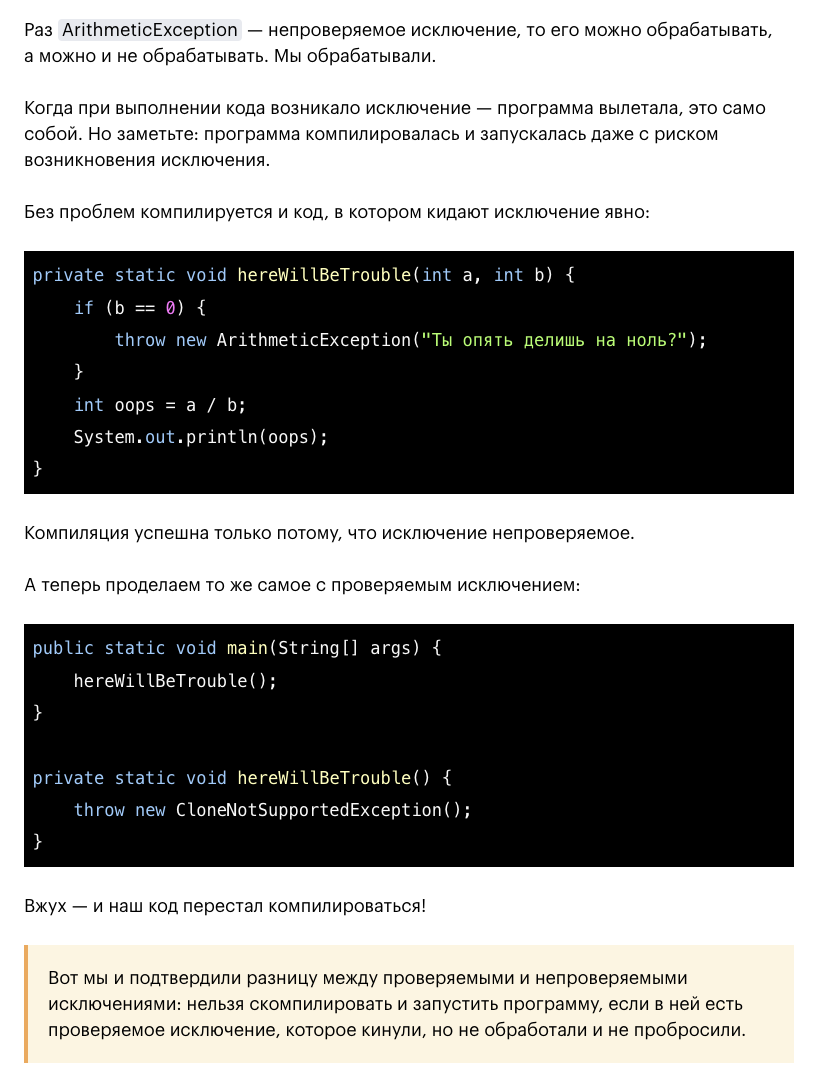 Раз ArithmeticException — непроверяемое исключение, то его можно обрабатывать,
а можно и не обрабатывать. Мы обрабатывали.
Когда при выполнении кода возникало исключение — программа вылетала, это само
собой. Но заметьте: программа компилировалась и запускалась даже с риском
возникновения исключения.
Без проблем компилируется и код, в котором кидают исключение явно:
private static void hereWillBeTrouble(int a, int b) {
    if (b == 0) {
        throw new ArithmeticException("Ты опять делишь на ноль?");
    }
    int oops = a / b;
    System.out.println(oops);
}
Компиляция успешна только потому, что исключение непроверяемое.
А теперь проделаем то же самое с проверяемым исключением:
public static void main(String[] args) {
    hereWillBeTrouble();
}
private static void hereWillBeTrouble() {
    throw new CloneNotSupportedException();
}
Вжух — и наш код перестал компилироваться!
Вот мы и подтвердили разницу между проверяемыми и непроверяемыми
исключениями: нельзя скомпилировать и запустить программу, если в ней есть
проверяемое исключение, которое кинули, но не обработали и не пробросили.